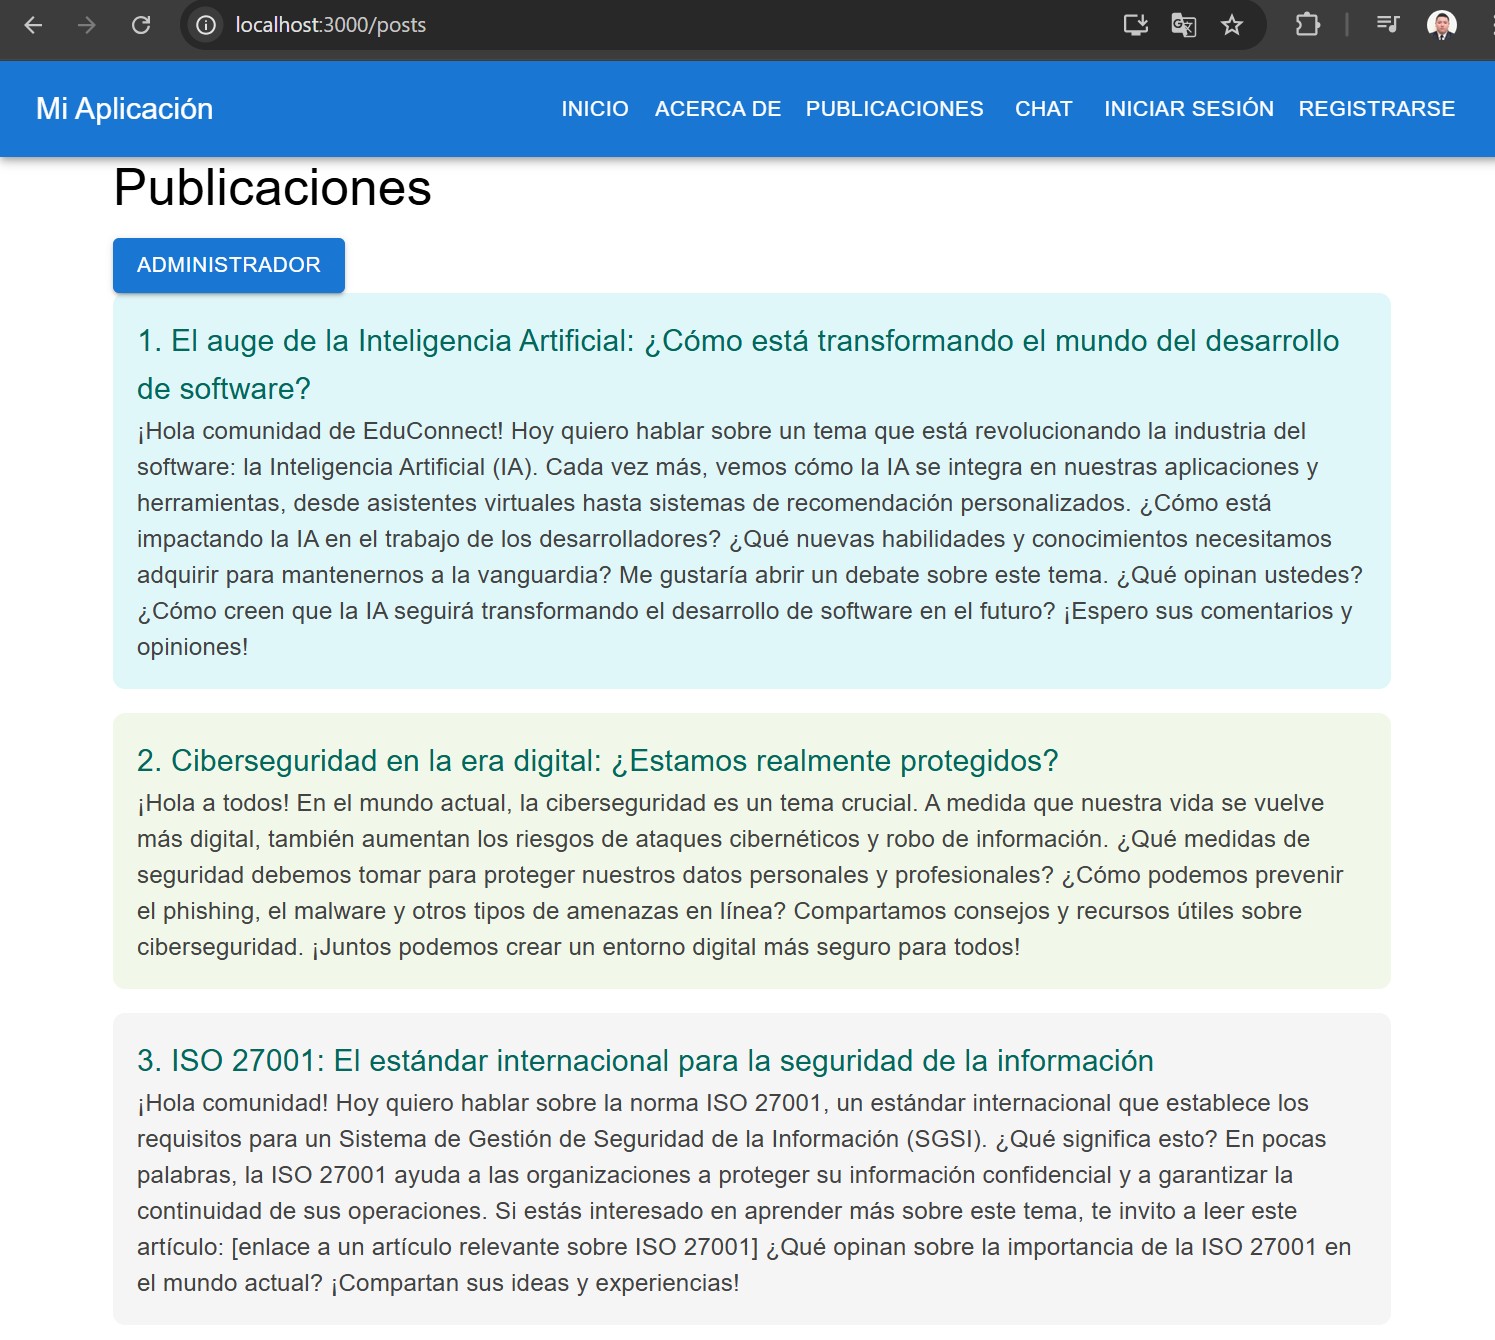 localhost:3000/posts
Mi Aplicación
INICIO ACERCA DE PUBLICACIONES CHAT INICIAR SESIÓN REGISTRARSE
Publicaciones
ADMINISTRADOR
1. El auge de la Inteligencia Artificial: ¿Cómo está transformando el mundo del desarrollo
de software?
¡Hola comunidad de EduConnect! Hoy quiero hablar sobre un tema que está revolucionando la industria del
software: la Inteligencia Artificial (IA). Cada vez más, vemos cómo la IA se integra en nuestras aplicaciones y
herramientas, desde asistentes virtuales hasta sistemas de recomendación personalizados. ¿Cómo está
impactando la IA en el trabajo de los desarrolladores? ¿Qué nuevas habilidades y conocimientos necesitamos
adquirir para mantenernos a la vanguardia? Me gustaría abrir un debate sobre este tema. ¿Qué opinan ustedes?
¿Cómo creen que la IA seguirá transformando el desarrollo de software en el futuro? ¡Espero sus comentarios y
opiniones!
2. Ciberseguridad en la era digital: ¿Estamos realmente protegidos?
¡Hola a todos! En el mundo actual, la ciberseguridad es un tema crucial. A medida que nuestra vida se vuelve
más digital, también aumentan los riesgos de ataques cibernéticos y robo de información. ¿Qué medidas de
seguridad debemos tomar para proteger nuestros datos personales y profesionales? ¿Cómo podemos prevenir
el phishing, el malware y otros tipos de amenazas en línea? Compartamos consejos y recursos útiles sobre
ciberseguridad. ¡Juntos podemos crear un entorno digital más seguro para todos!
3. ISO 27001: El estándar internacional para la seguridad de la información
¡Hola comunidad! Hoy quiero hablar sobre la norma ISO 27001, un estándar internacional que establece los
requisitos para un Sistema de Gestión de Seguridad de la Información (SGSI). ¿Qué significa esto? En pocas
palabras, la ISO 27001 ayuda a las organizaciones a proteger su información confidencial y a garantizar la
continuidad de sus operaciones. Si estás interesado en aprender más sobre este tema, te invito a leer este
artículo: [enlace a un artículo relevante sobre ISO 27001] ¿Qué opinan sobre la importancia de la ISO 27001 en
el mundo actual? ¡Compartan sus ideas y experiencias!